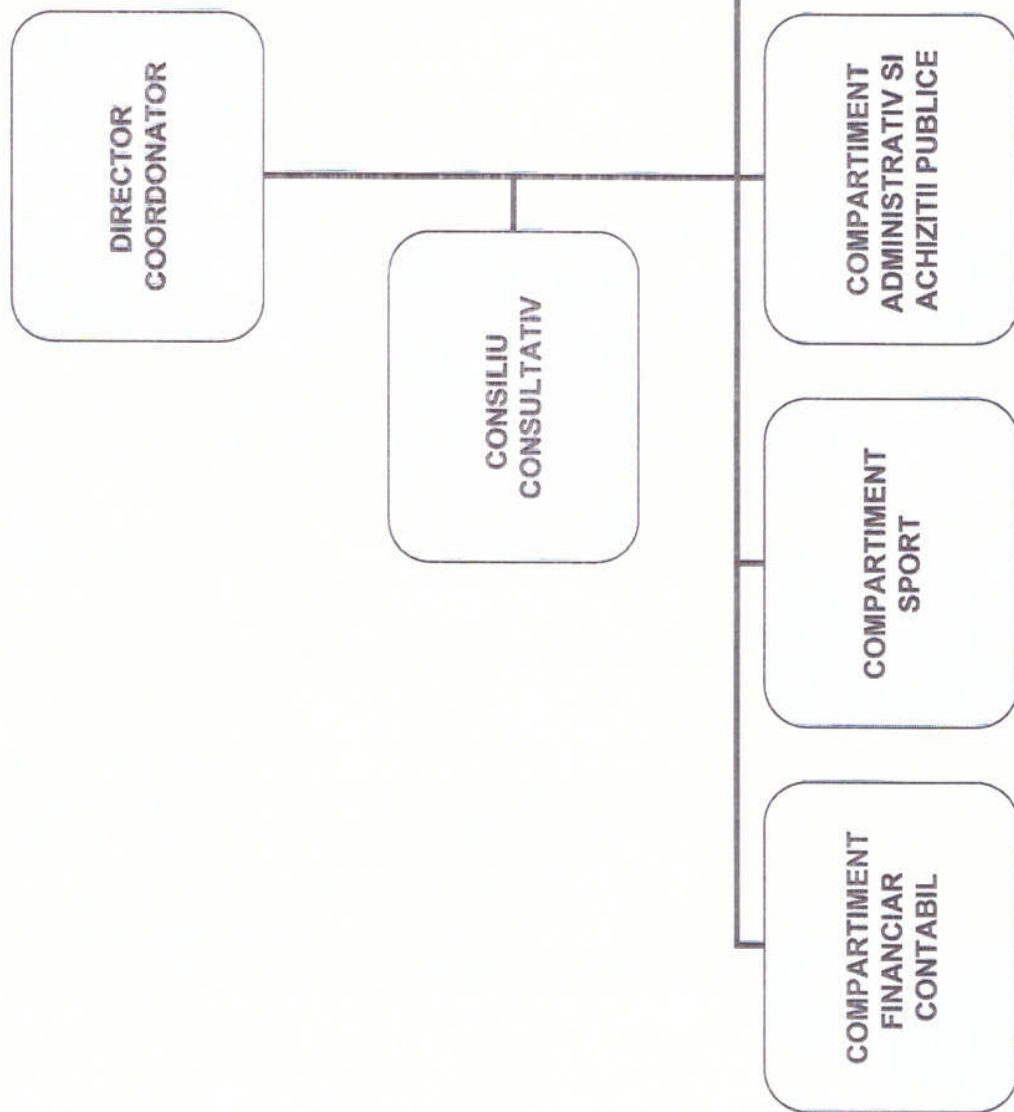 DIRECTOR
COORDONATOR
CONSILIU
CONSULTATIV
COMPARTIMENT
FINANCIAR
CONTABIL
COMPARTIMENT
SPORT
COMPARTIMENT
ADMINISTRATIV SI
ACHIZITII PUBLICE